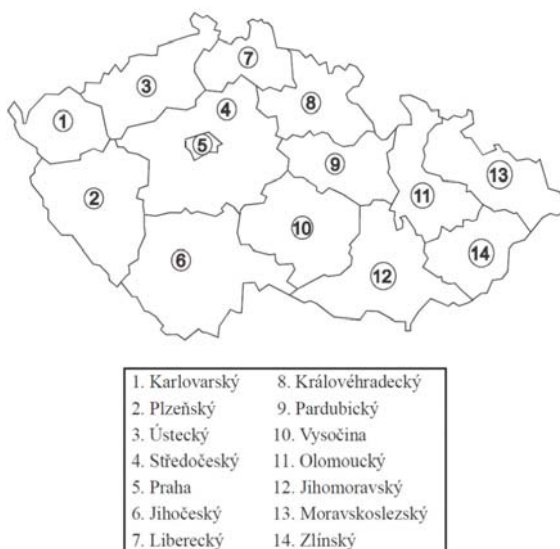 7
3
4
8
1
5
9
13
2
11
10
14
6
12
1. Karlovarský
2. Plzeňský
3. Ústecký
4. Středočeský
5. Praha
6. Jihočeský
7. Liberecký
8. Královéhradecký
9. Pardubický
10. Vysočina
11. Olomoucký
12. Jihomoravský
13. Moravskoslezský
14. Zlínský